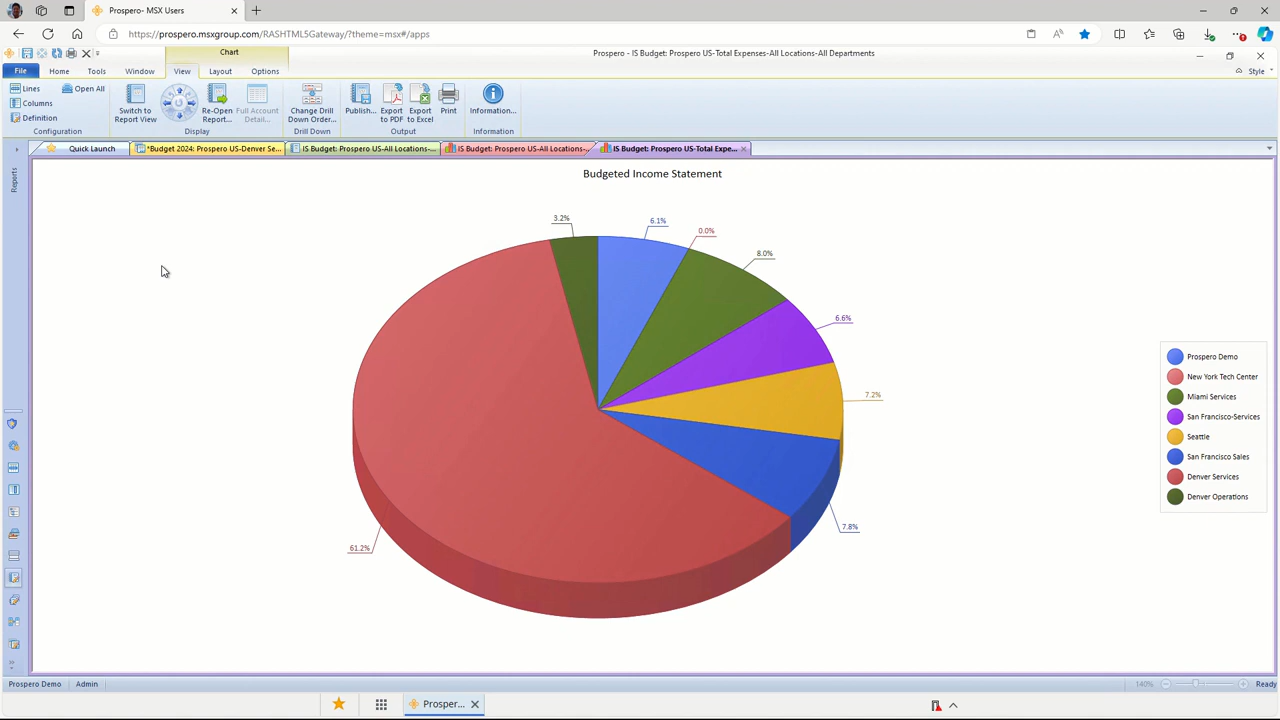 Prospero- MSX Users
https://prospero.msxgroup.com/RASHTML5Gateway/?theme=msx#/apps
Chart
Prospero - IS Budget: Prospero US-Total Expenses-All Locations-All Departments
File Home Tools Window View Layout Options Style
Lines Open All
Columns
Definition
Configuration
Switch to
Report View
Re-Open
Report...
Full Account
Detail...
Display
Change Drill
Down Order...
Drill Down
Publish...
Export
to PDF
Export
to Excel
Print
Output
Information...
Information
Quick Launch *Budget 2024: Prospero US-Denver Se... IS Budget: Prospero US-All Locations-... IS Budget: Prospero US-All Locations-... IS Budget: Prospero US-Total Expe...
Reports
Budgeted Income Statement
3.2%
6.1%
0.0%
8.0%
6.6%
7.2%
7.8%
61.2%
Prospero Demo
New York Tech Center
Miami Services
San Francisco-Services
Seattle
San Francisco Sales
Denver Services
Denver Operations
Prospero Demo Admin 140% Ready
Prosper...